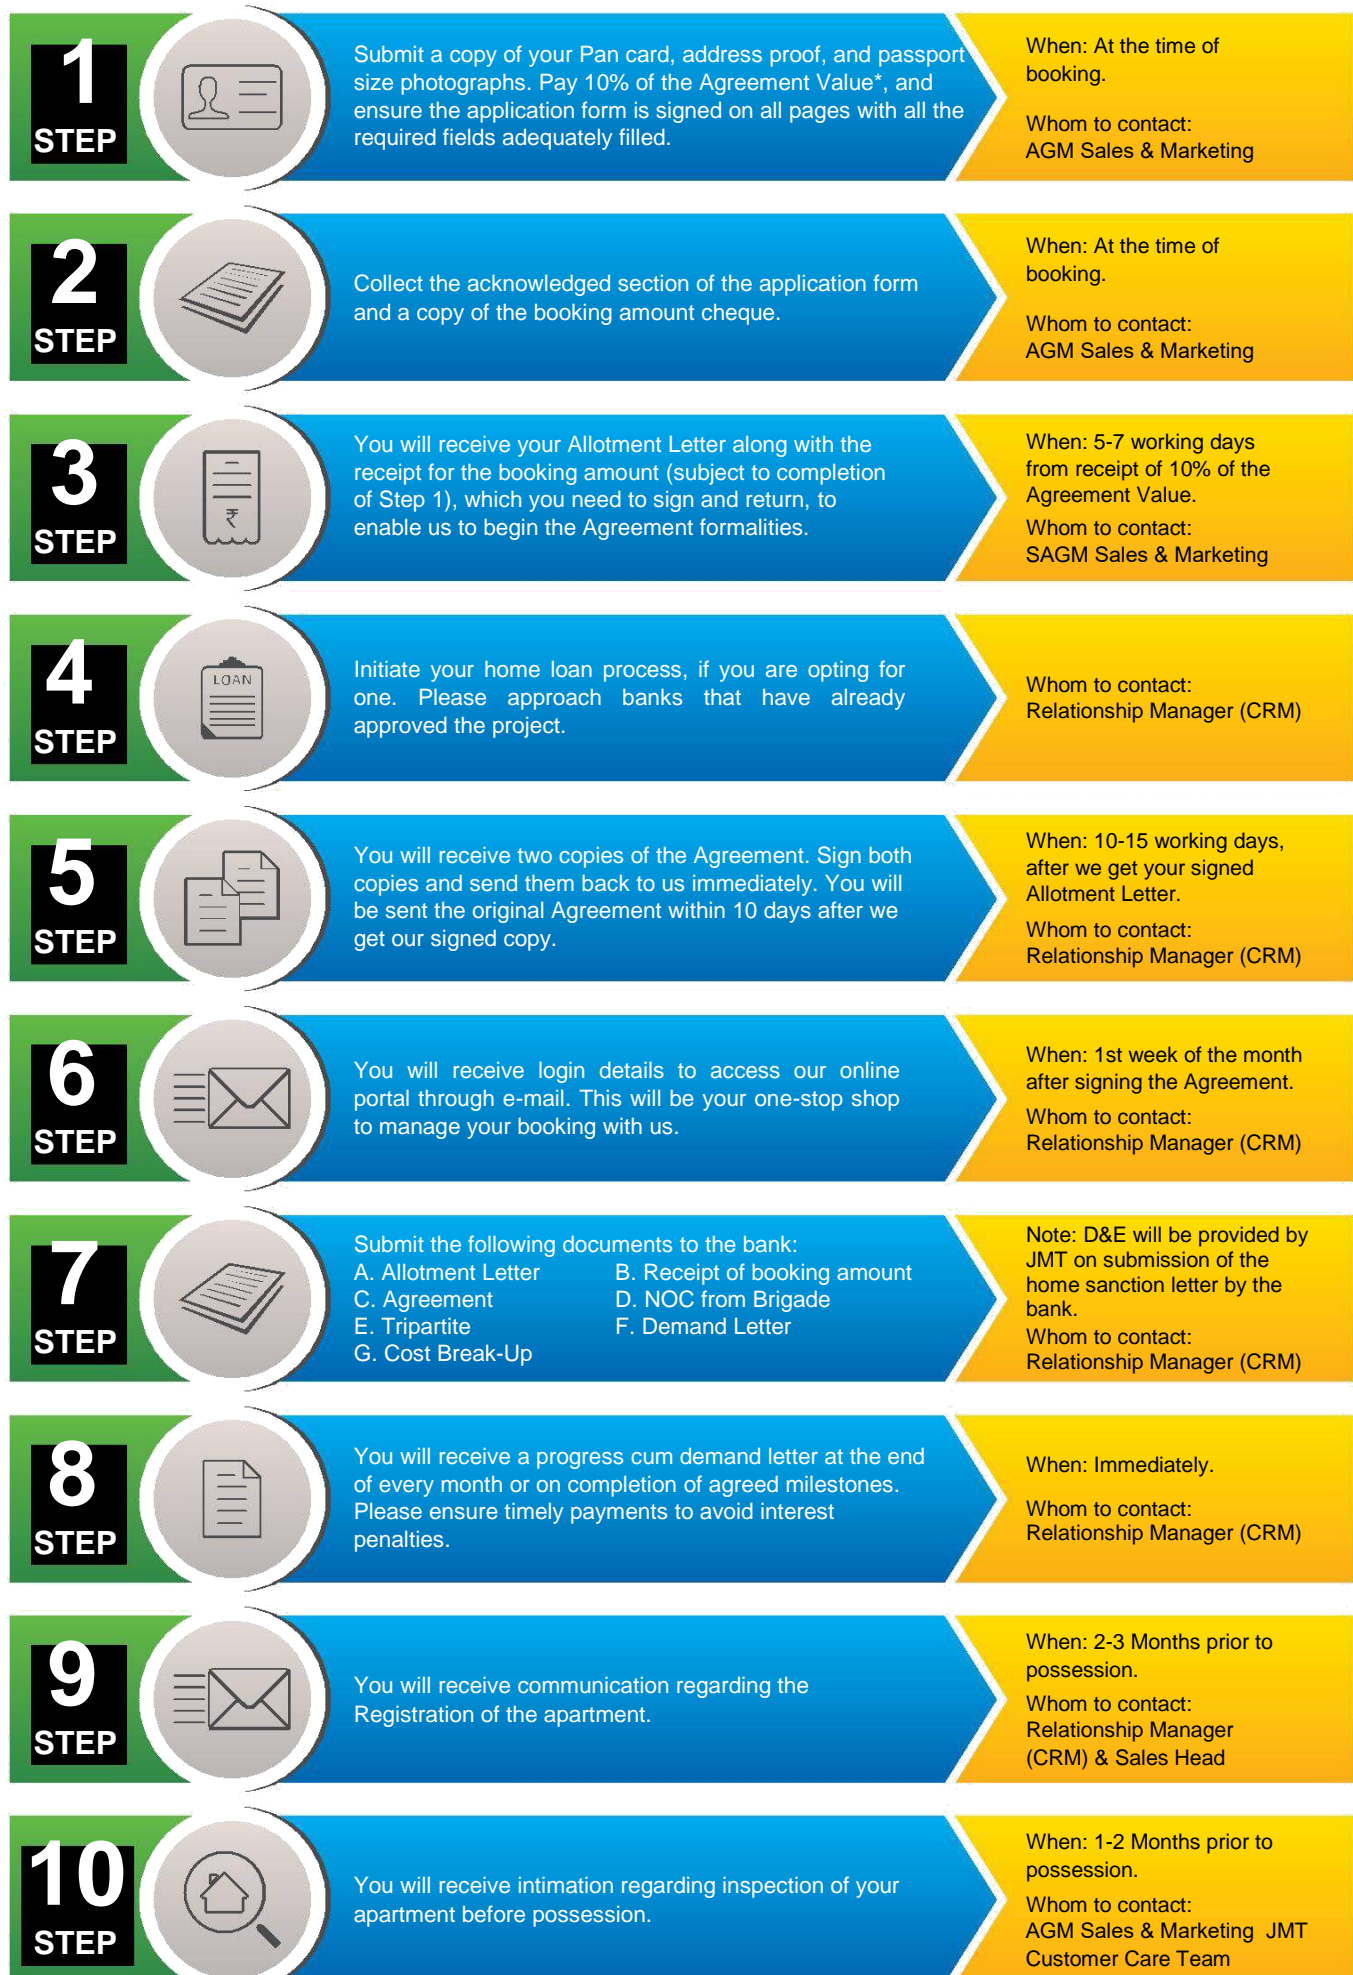 1
STEP
Submit a copy of your Pan card, address proof, and passport
size photographs. Pay 10% of the Agreement Value*, and
ensure the application form is signed on all pages with all the
required fields adequately filled.
When: At the time of
booking.
Whom to contact:
AGM Sales & Marketing
2
STEP
Collect the acknowledged section of the application form
and a copy of the booking amount cheque.
When: At the time of
booking.
Whom to contact:
AGM Sales & Marketing
3
STEP
₹
You will receive your Allotment Letter along with the
receipt for the booking amount (subject to completion
of Step 1), which you need to sign and return, to
enable us to begin the Agreement formalities.
When: 5-7 working days
from receipt of 10% of the
Agreement Value.
Whom to contact:
SAGM Sales & Marketing
4
STEP
LOAN
Initiate your home loan process, if you are opting for
one. Please approach banks that have already
approved the project.
Whom to contact:
Relationship Manager (CRM)
5
STEP
You will receive two copies of the Agreement. Sign both
copies and send them back to us immediately. You will
be sent the original Agreement within 10 days after we
get our signed copy.
When: 10-15 working days,
after we get your signed
Allotment Letter.
Whom to contact:
Relationship Manager (CRM)
6
STEP
You will receive login details to access our online
portal through e-mail. This will be your one-stop shop
to manage your booking with us.
When: 1st week of the month
after signing the Agreement.
Whom to contact:
Relationship Manager (CRM)
7
STEP
Submit the following documents to the bank:
A. Allotment Letter B. Receipt of booking amount
C. Agreement D. NOC from Brigade
E. Tripartite F. Demand Letter
G. Cost Break-Up
Note: D&E will be provided by
JMT on submission of the
home sanction letter by the
bank.
Whom to contact:
Relationship Manager (CRM)
8
STEP
You will receive a progress cum demand letter at the end
of every month or on completion of agreed milestones.
Please ensure timely payments to avoid interest
penalties.
When: Immediately.
Whom to contact:
Relationship Manager (CRM)
9
STEP
You will receive communication regarding the
Registration of the apartment.
When: 2-3 Months prior to
possession.
Whom to contact:
Relationship Manager
(CRM) & Sales Head
10
STEP
You will receive intimation regarding inspection of your
apartment before possession.
When: 1-2 Months prior to
possession.
Whom to contact:
AGM Sales & Marketing JMT
Customer Care Team